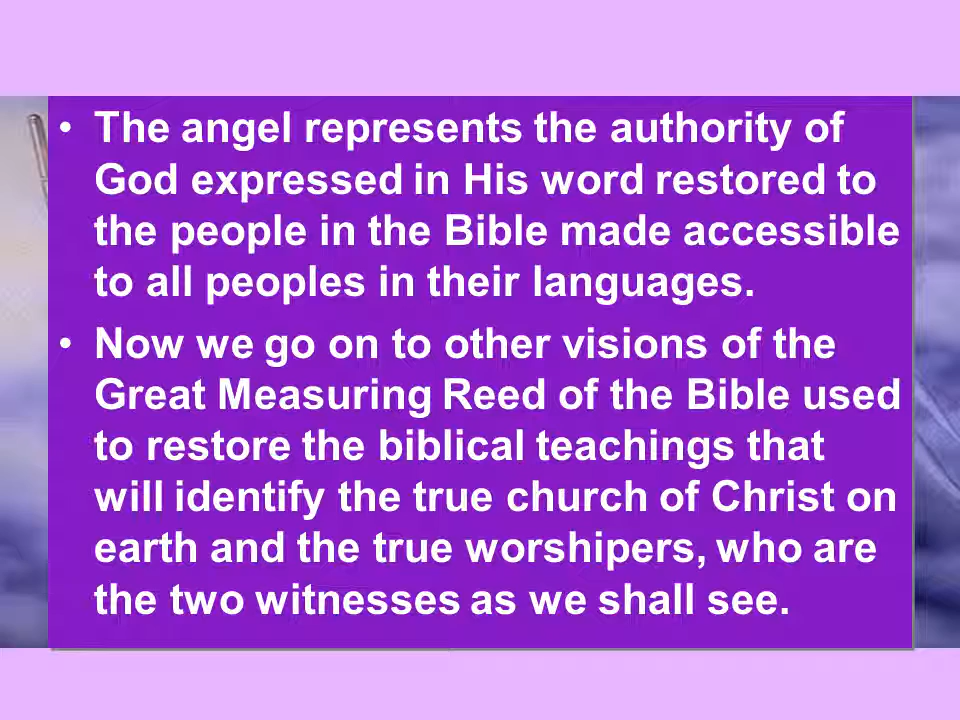 • The angel represents the authority of
God expressed in His word restored to
the people in the Bible made accessible
to all peoples in their languages.
• Now we go on to other visions of the
Great Measuring Reed of the Bible used
to restore the biblical teachings that
will identify the true church of Christ on
earth and the true worshipers, who are
the two witnesses as we shall see.